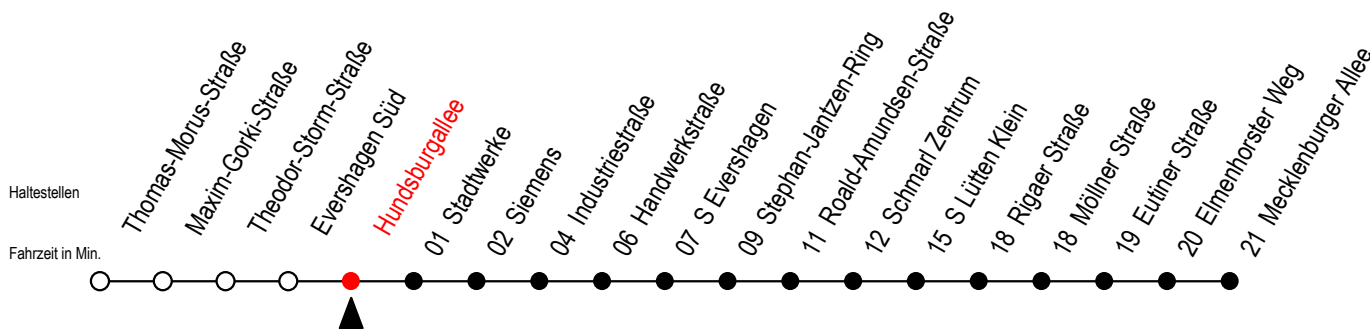 Haltestellen
Fahrzeit in Min.
Thomas-Morus-Straße
Maxim-Gorki-Straße
Theodor-Storm-Straße
Evershagen Süd
Hundsburgallee
01 Stadtwerke
02 Siemens
04 Industriestraße
06 Handwerkstraße
07 S Evershagen
09 Stephan-Jantzen-Ring
11 Roald-Amundsen-Straße
12 Schmarl Zentrum
15 S Lütten Klein
18 Rigaer Straße
18 Möllner Straße
19 Eutiner Straße
20 Elmenhorster Weg
21 Mecklenburger Allee